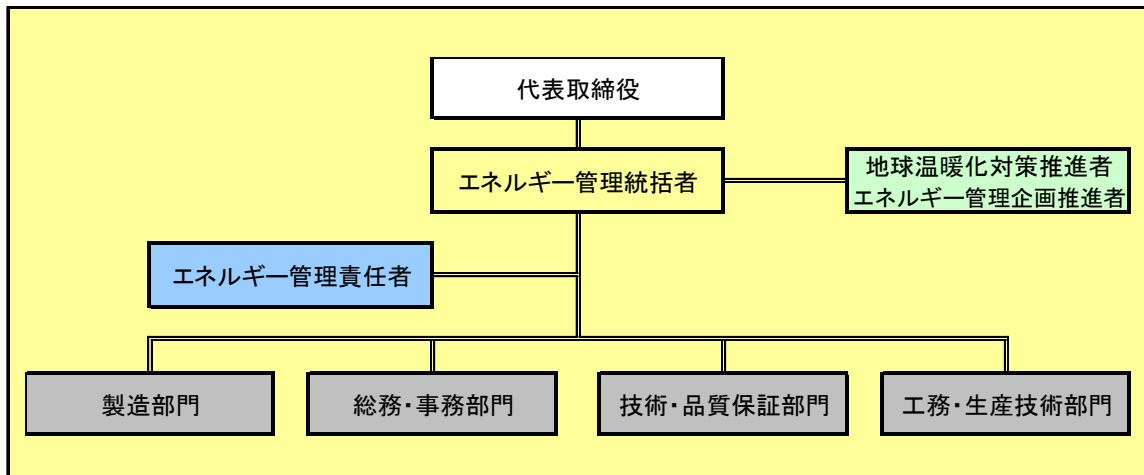 代表取締役
エネルギー管理統括者
地球温暖化対策推進者
エネルギー管理企画推進者
エネルギー管理責任者
製造部門
総務・事務部門
技術・品質保証部門
工務・生産技術部門